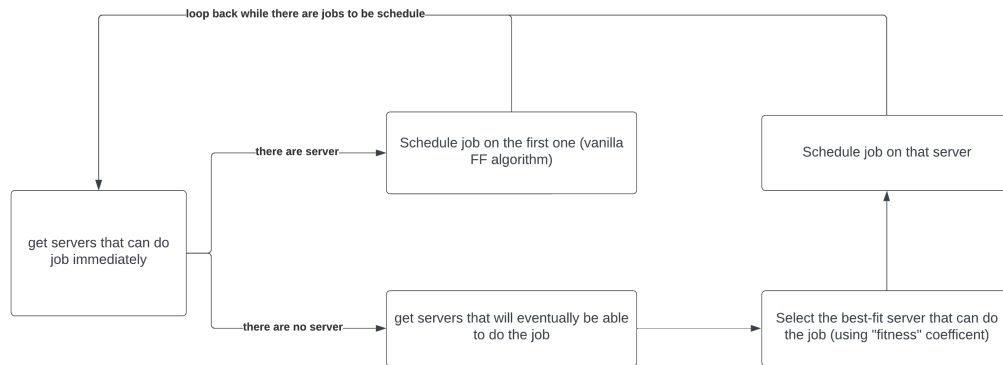 loop back while there are jobs to be schedule
there are server
Schedule job on the first one (vanilla
FF algorithm)
Schedule job on that server
get servers that can do
job immediately
there are no server
get servers that will eventually be able
to do the job
Select the best-fit server that can do
the job (using "fitness" coefficent)